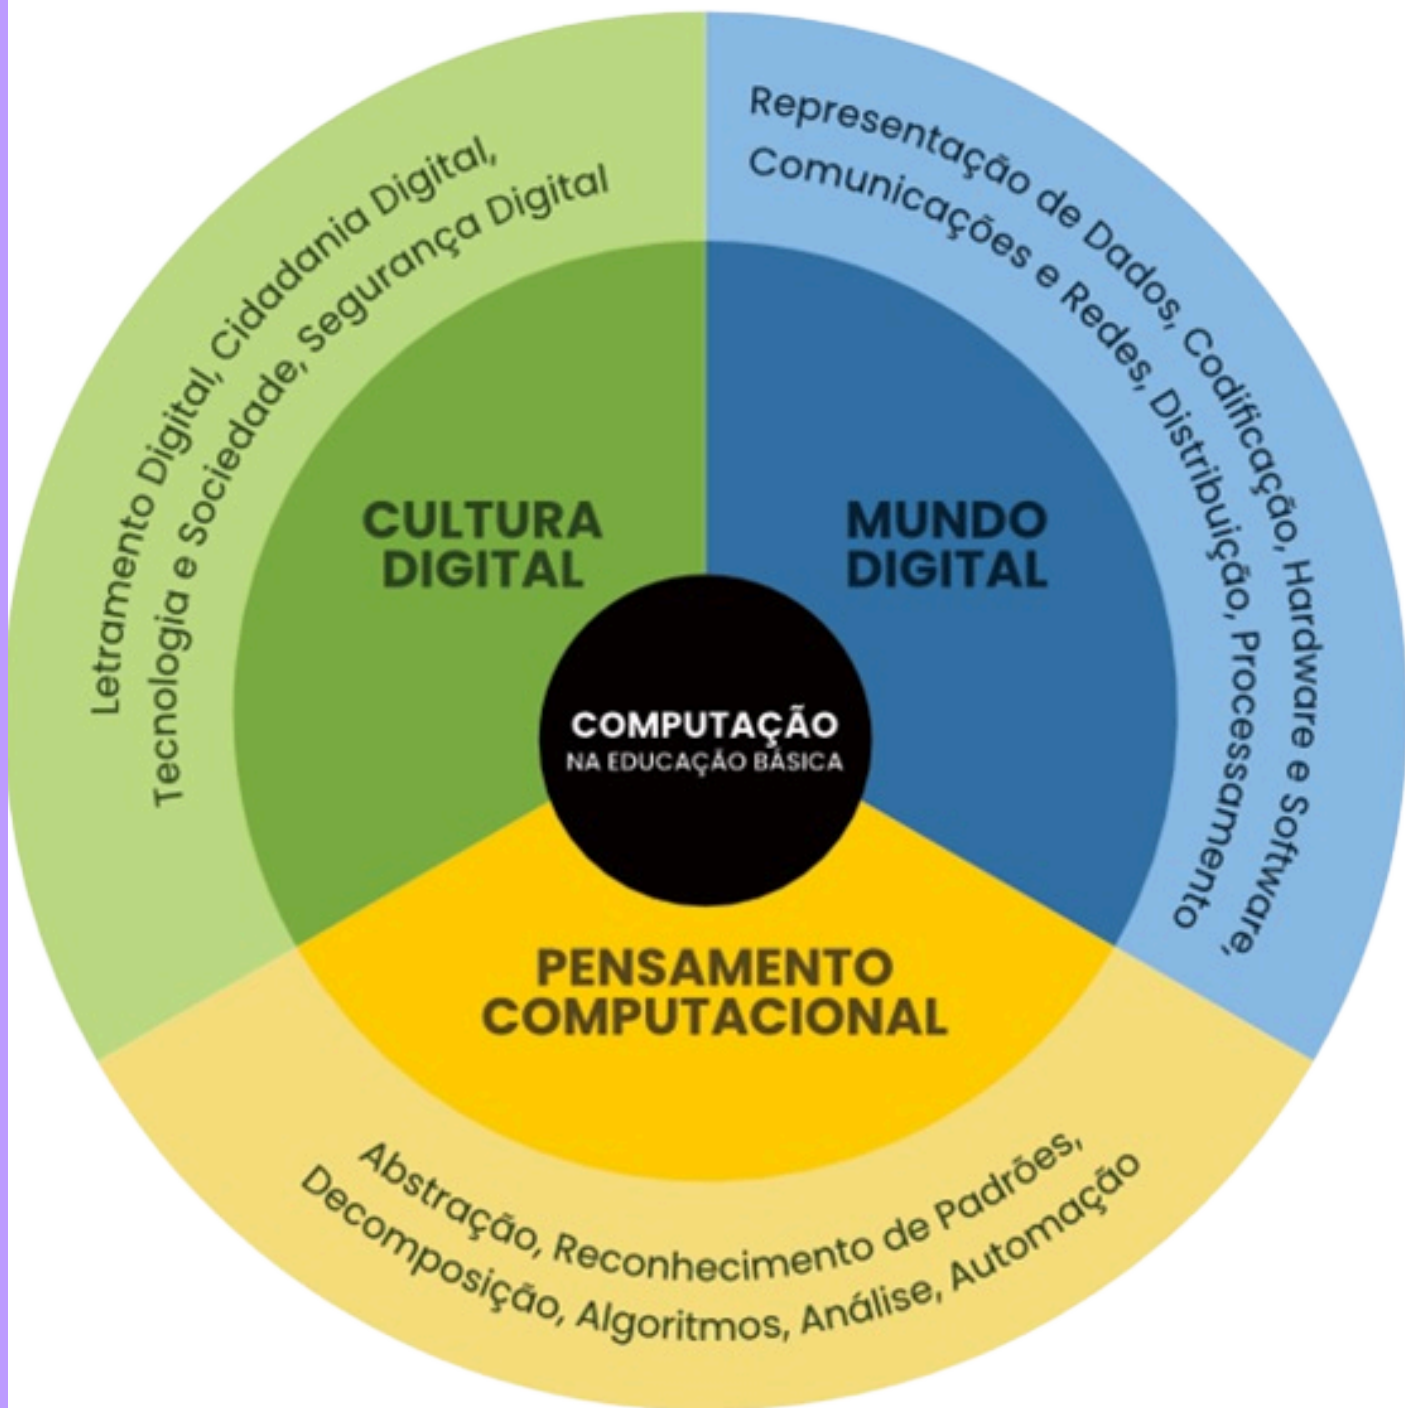 Letramento Digital, Cidadania Digital,
Tecnologia e Sociedade, Segurança Digital
CULTURA
DIGITAL
Representação de Dados, Codificação, Hardware e Software,
Comunicações e Redes, Distribuição, Processamento
MUNDO
DIGITAL
COMPUTAÇÃO
NA EDUCAÇÃO BÁSICA
PENSAMENTO
COMPUTACIONAL
Abstração, Reconhecimento de Padrões,
Decomposição, Algoritmos, Análise, Automação